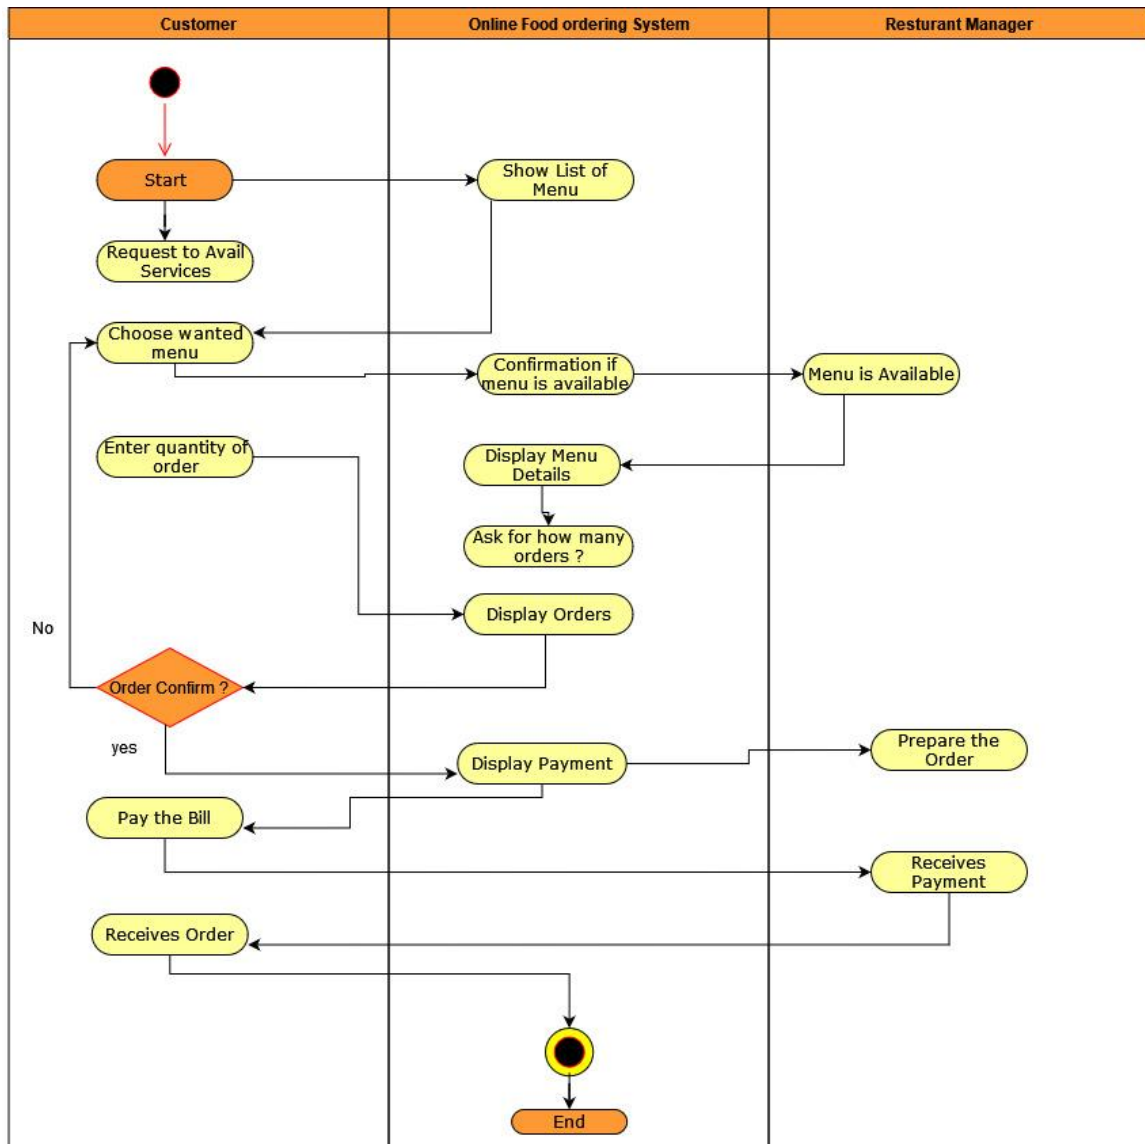 Customer
Online Food ordering System
Resturant Manager
Start
Show List of
Menu
Request to Avail
Services
Choose wanted
menu
Confirmation if
menu is available
Menu is Available
Enter quantity of
order
Display Menu
Details
Ask for how many
orders ?
Display Orders
No
Order Confirm ?
yes
Display Payment
Prepare the
Order
Pay the Bill
Receives
Payment
Receives Order
End